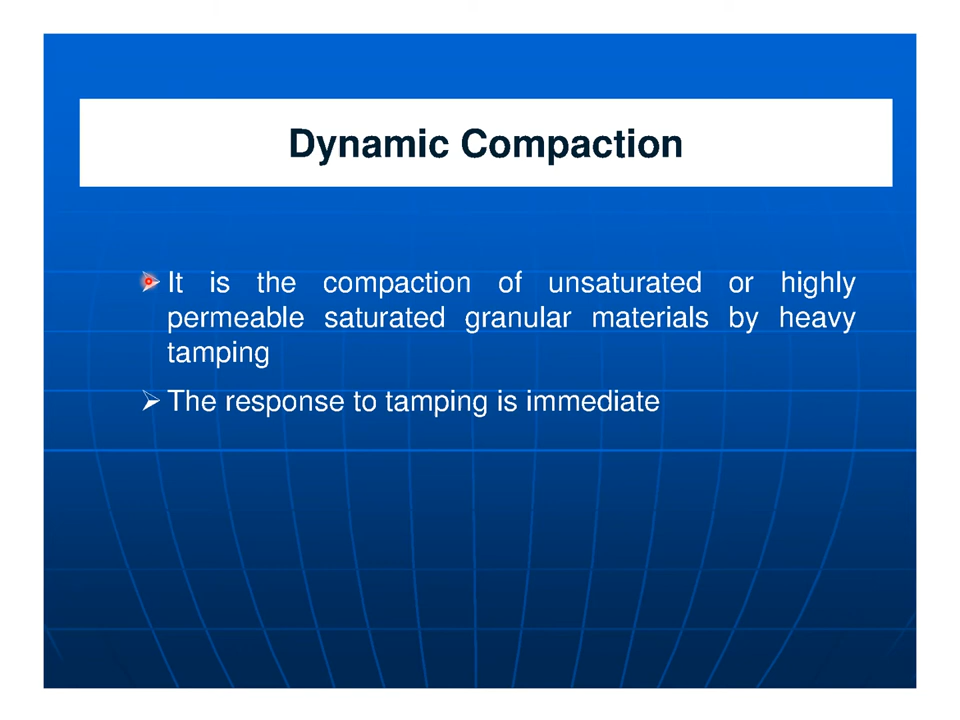 Dynamic Compaction
It is the compaction of unsaturated or highly
permeable saturated granular materials by heavy
tamping
The response to tamping is immediate